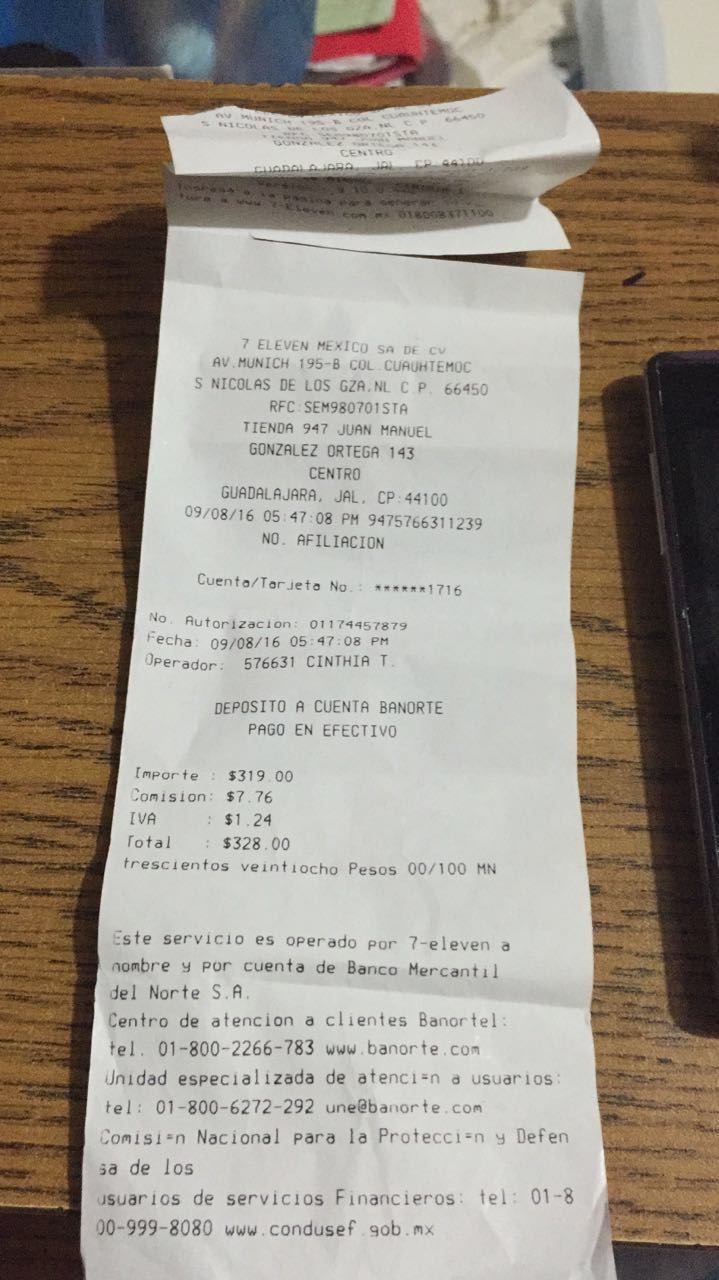 AV MUNICH 195-B COL CUAUHTEMOC
S NICOLAS DE LOS GZA.NL C.P. 66450
GONZALEZ ORTEGA 143
CENTRO
GUADALAJARA, JAL, CP:44100
Ingresa a la pagina para generar
tura a www.7-Eleven.com.mx 018008371100
7 ELEVEN MEXICO SA DE CV
AV.MUNICH 195-B COL.CUAUHTEMOC
S NICOLAS DE LOS GZA.NL C.P. 66450
RFC:SEM980701STA
TIENDA 947 JUAN MANUEL
GONZALEZ ORTEGA 143
CENTRO
GUADALAJARA, JAL, CP:44100
09/08/16 05:47:08 PM 9475766311239
NO. AFILIACION
Cuenta/Tarjeta No.: ******1716
No. Autorizacion: 01174457879
Fecha: 09/08/16 05:47:08 PM
Operador: 576631 CINTHIA T.
DEPOSITO A CUENTA BANORTE
PAGO EN EFECTIVO
Importe : $319.00
Comision: $7.76
IVA : $1.24
Total : $328.00
trescientos veintiocho Pesos 00/100 MN
Este servicio es operado por 7-eleven a
nombre y por cuenta de Banco Mercantil
del Norte S.A.
Centro de atencion a clientes Banortel:
tel. 01-800-2266-783 www.banorte.com
Unidad especializada de atenci=n a usuarios:
tel: 01-800-6272-292 une@banorte.com
Comisi=n Nacional para la Protecci=n y Defen
sa de los
usuarios de servicios Financieros: tel: 01-8
00-999-8080 www.condusef.gob.mx